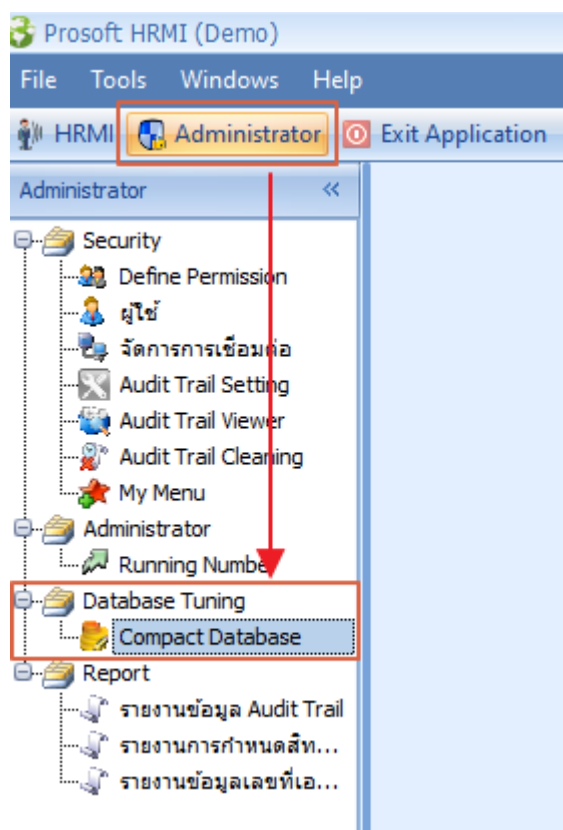 Prosoft HRMI (Demo)
File Tools Windows Help
HRMI Administrator Exit Application
Administrator «
Security
Define Permission
ผู้ใช้
จัดการการเชื่อมต่อ
Audit Trail Setting
Audit Trail Viewer
Audit Trail Cleaning
My Menu
Administrator
Running Number
Database Tuning
Compact Database
Report
รายงานข้อมูล Audit Trail
รายงานการกำหนดสิท...
รายงานข้อมูลเลขที่เอ...